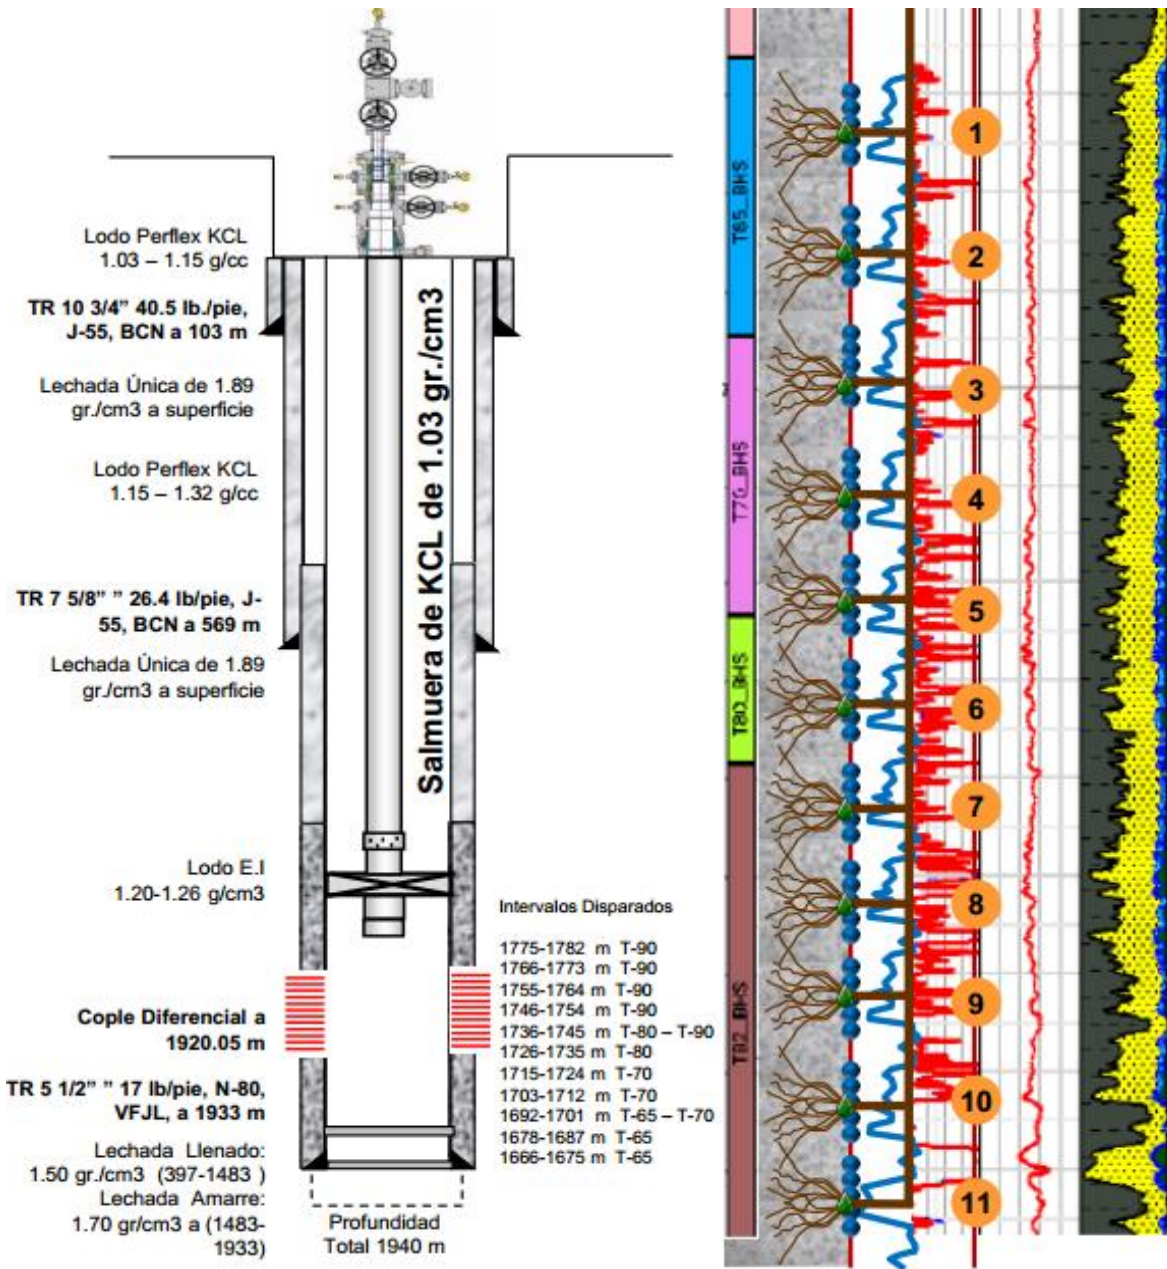 Lodo Perflex KCL
1.03 – 1.15 g/cc
TR 10 3/4” 40.5 lb./pie,
J-55, BCN a 103 m
Lechada Única de 1.89
gr./cm3 a superficie
Lodo Perflex KCL
1.15 – 1.32 g/cc
TR 7 5/8” ” 26.4 lb/pie, J-
55, BCN a 569 m
Lechada Única de 1.89
gr./cm3 a superficie
Lodo E.I
1.20-1.26 g/cm3
Cople Diferencial a
1920.05 m
TR 5 1/2” ” 17 lb/pie, N-80,
VFJL, a 1933 m
Lechada Llenado:
1.50 gr./cm3 (397-1483 )
Lechada Amarre:
1.70 gr/cm3 a (1483-
1933)
Salmuera de KCL de 1.03 gr./cm3
Profundidad
Total 1940 m
Intervalos Disparados
1775-1782 m T-90
1766-1773 m T-90
1755-1764 m T-90
1746-1754 m T-90
1736-1745 m T-80 – T-90
1726-1735 m T-80
1715-1724 m T-70
1703-1712 m T-70
1692-1701 m T-65 – T-70
1678-1687 m T-65
1666-1675 m T-65
T65_BHS
T70_BHS
T80_BHS
T82_BHS
1
2
3
4
5
6
7
8
9
10
11